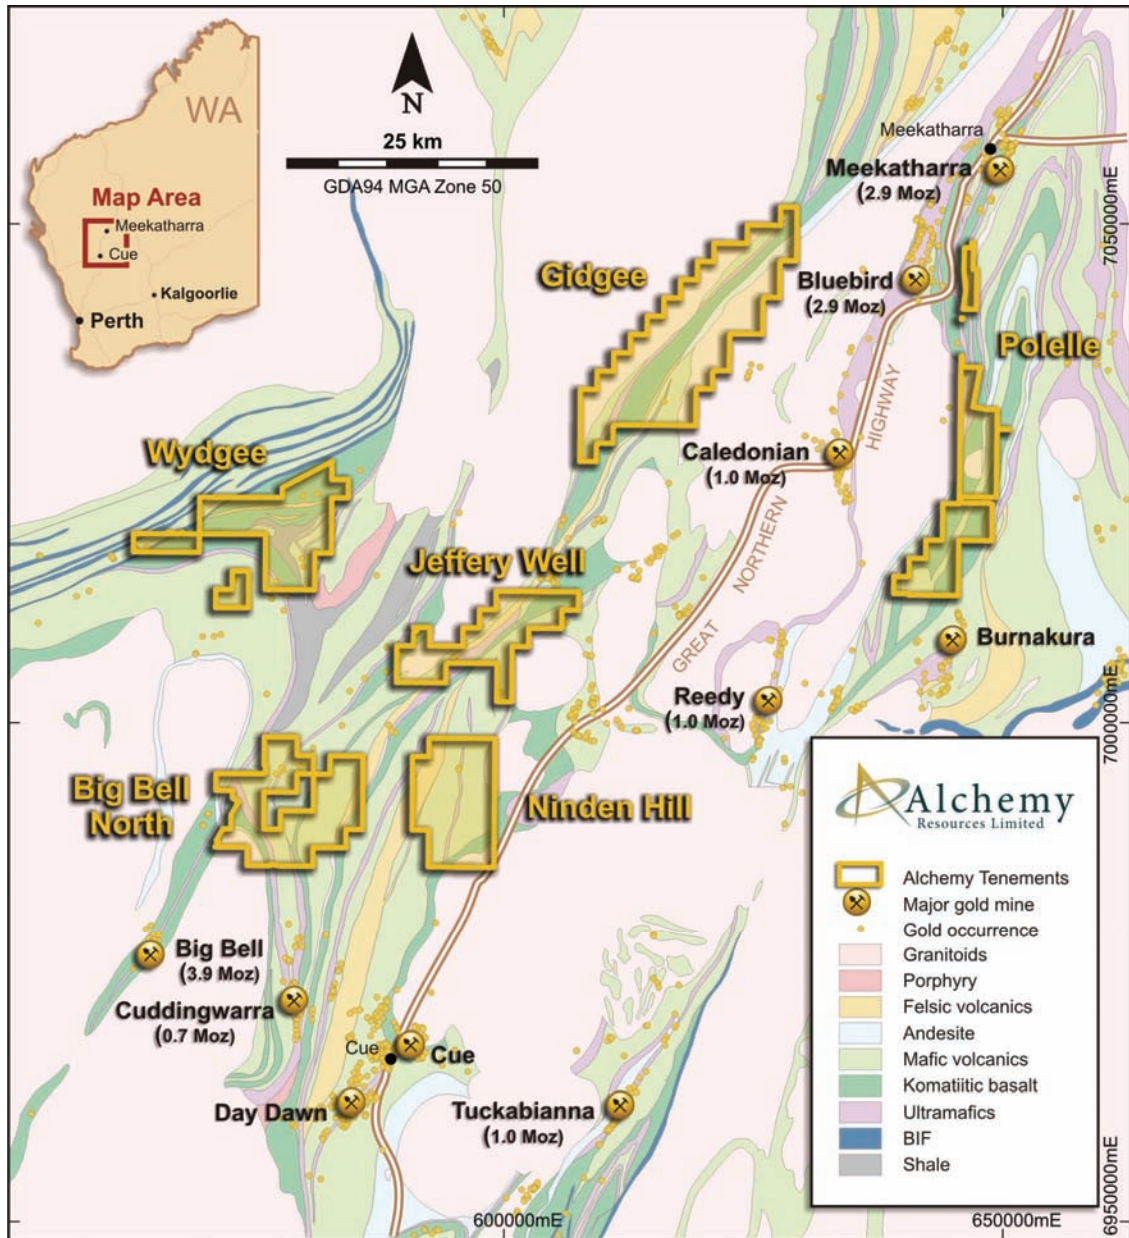 WA
Map Area
Meekatharra
Cue
Kalgoorlie
Perth
N
25 km
GDA94 MGA Zone 50
Meekatharra
Meekatharra
(2.9 Moz)
7050000mE
Gidgee
Bluebird
(2.9 Moz)
Polelle
HIGHWAY
Wydgee
Caledonian
(1.0 Moz)
NORTHERN
Jeffery Well
GREAT
Burnakura
Reedy
(1.0 Moz)
7000000mE
Big Bell
North
Ninden Hill
Alchemy
Resources Limited
Alchemy Tenements
Major gold mine
Gold occurrence
Granitoids
Porphyry
Felsic volcanics
Andesite
Mafic volcanics
Komatiitic basalt
Ultramafics
BIF
Shale
Big Bell
(3.9 Moz)
Cuddingwarra
(0.7 Moz)
Cue
Cue
Day Dawn
Tuckabianna
(1.0 Moz)
600000mE
650000mE
6950000mE